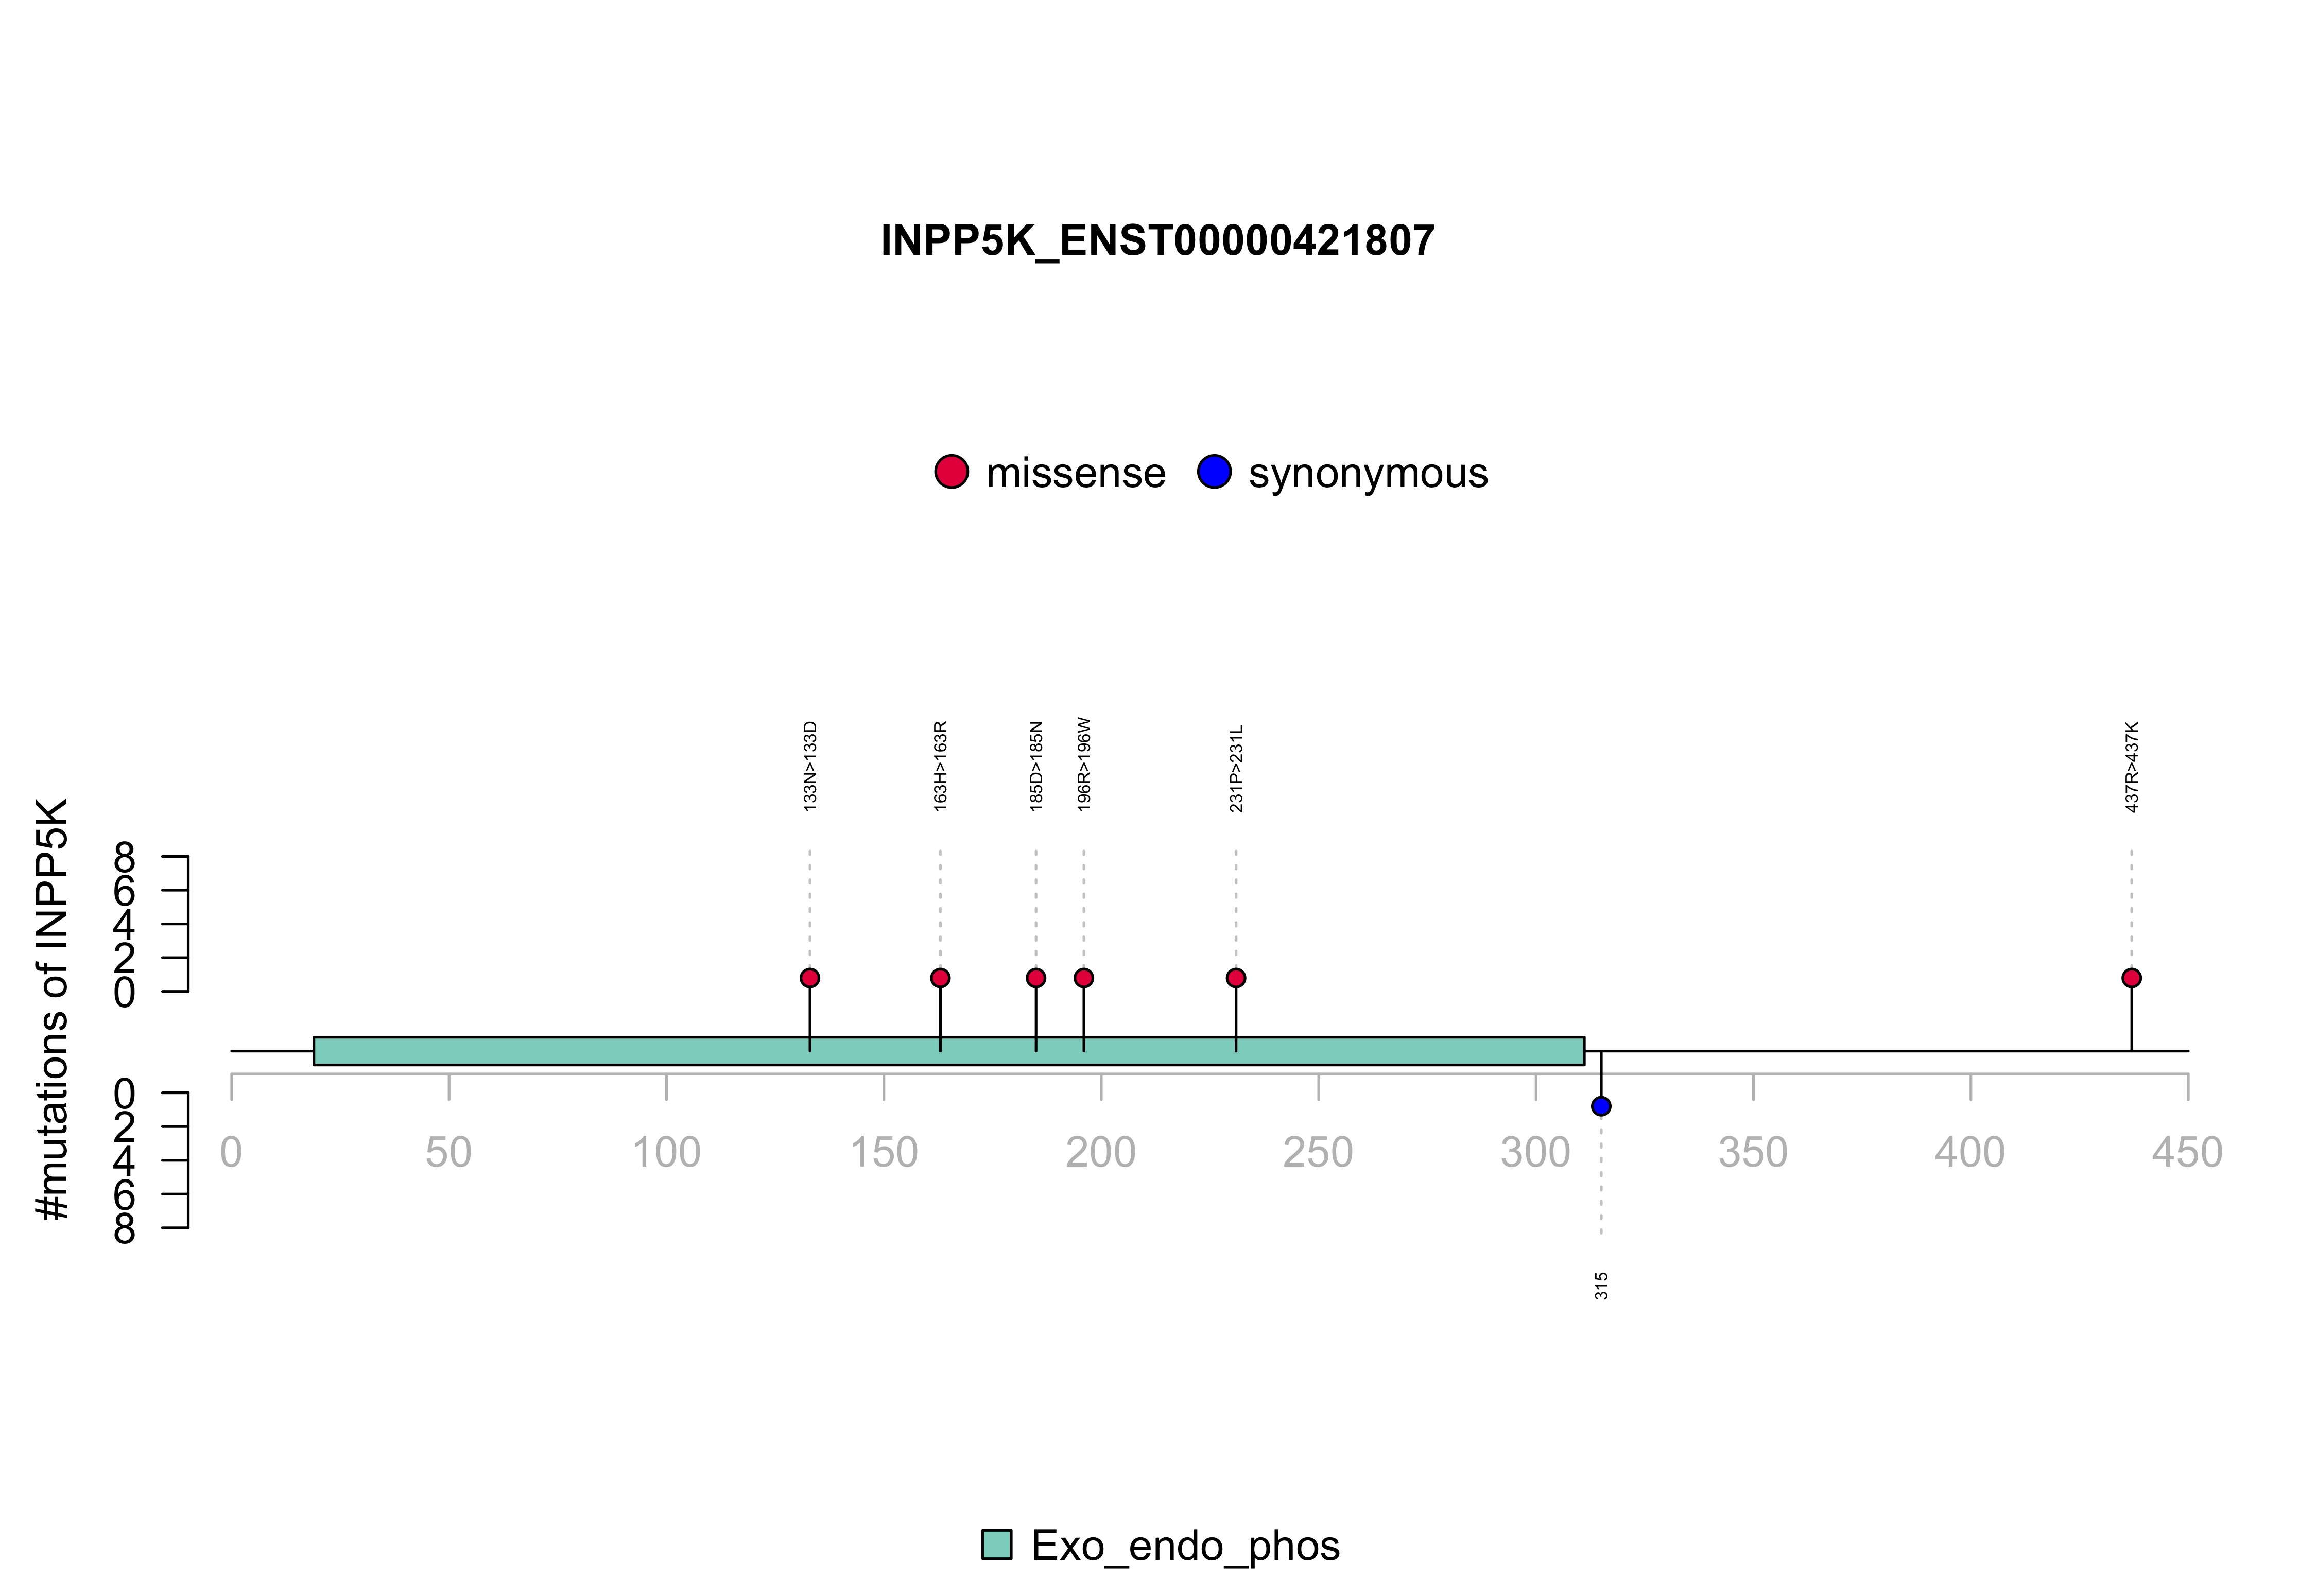 INPP5K_ENST00000421807
missense synonymous
133N>133D
163H>163R
185D>185N
196R>196W
231P>231L
437R>437K
#mutations of INPP5K
8
6
4
2
0
0
2
4
6
8
0 50 100 150 200 250 300 350 400 450
315
Exo_endo_phos